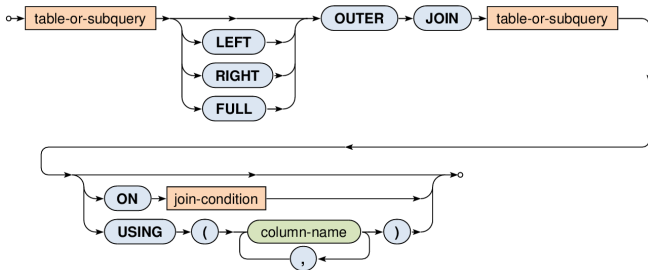 table-or-subquery OUTER JOIN table-or-subquery
LEFT
RIGHT
FULL
ON join-condition
USING ( column-name )
,